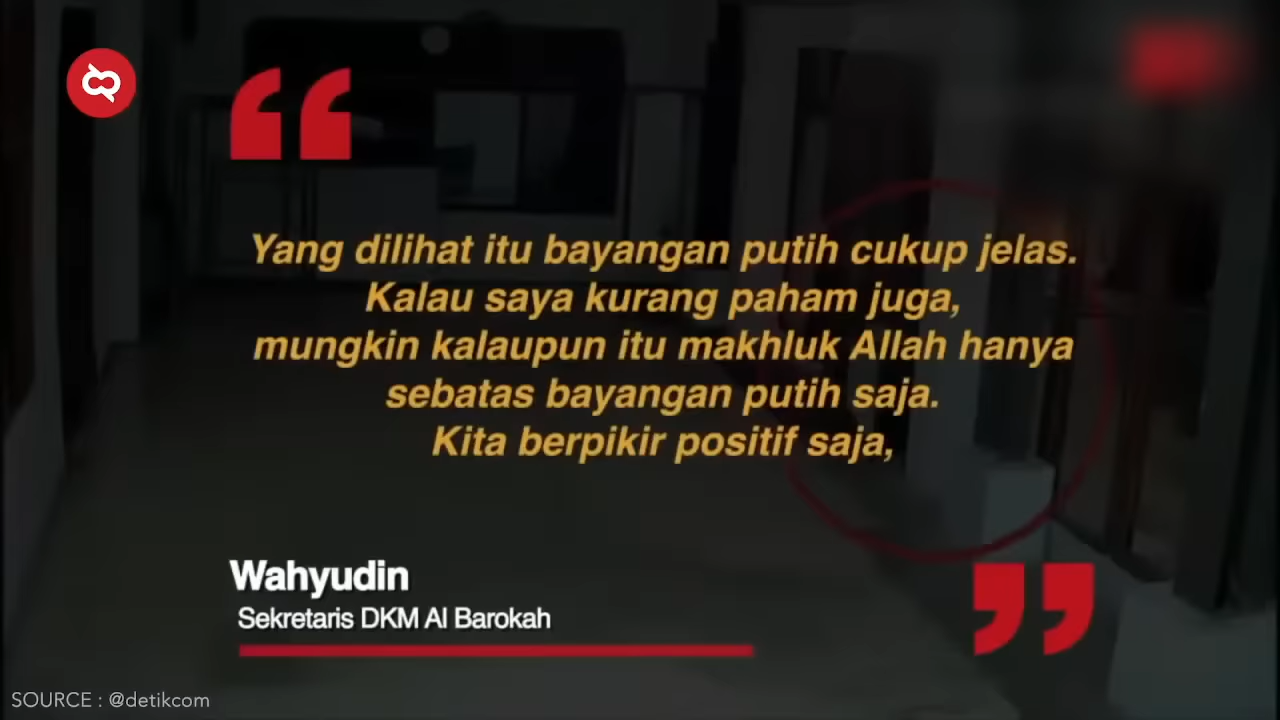 Yang dilihat itu bayangan putih cukup jelas.
Kalau saya kurang paham juga,
mungkin kalaupun itu makhluk Allah hanya
sebatas bayangan putih saja.
Kita berpikir positif saja,
Wahyudin
Sekretaris DKM Al Barokah
SOURCE : @detikcom